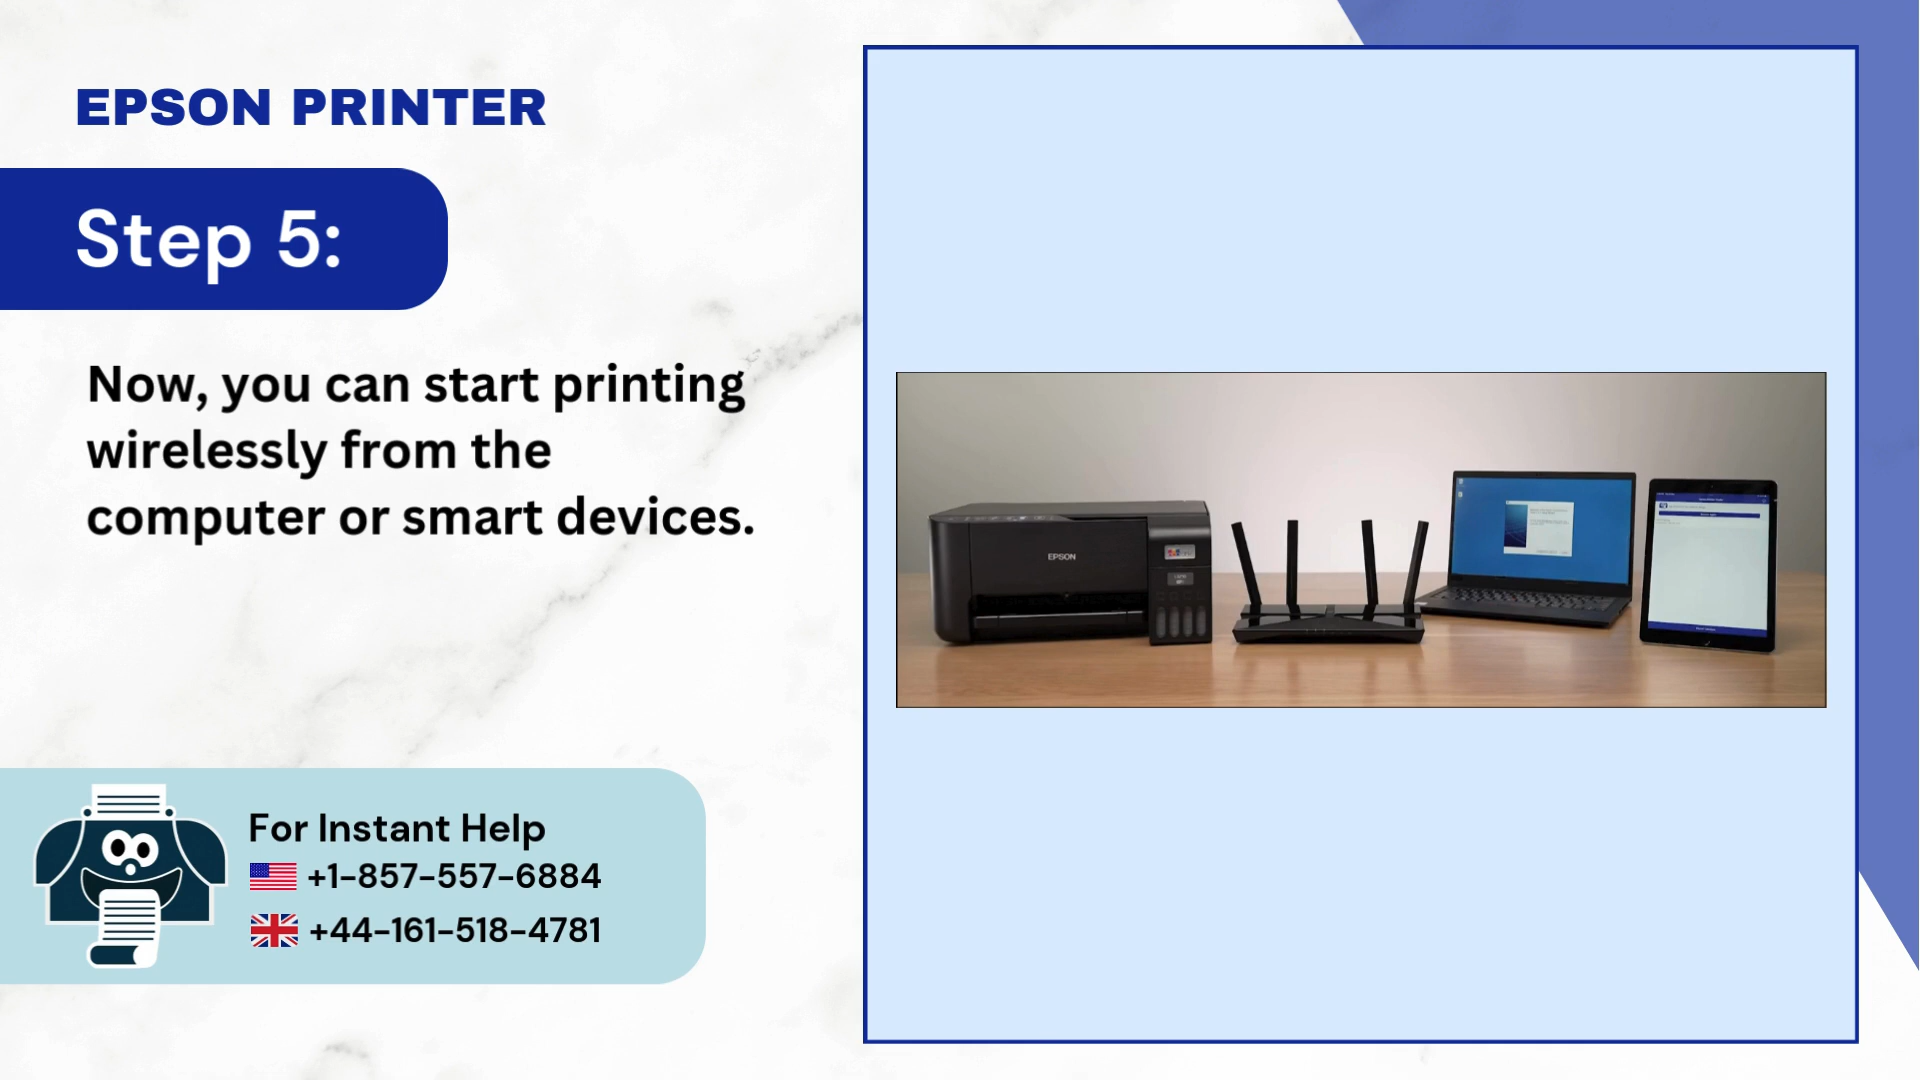 EPSON PRINTER
Step 5:
Now, you can start printing
wirelessly from the
computer or smart devices.
For Instant Help
+1-857-557-6884
+44-161-518-4781
EPSON